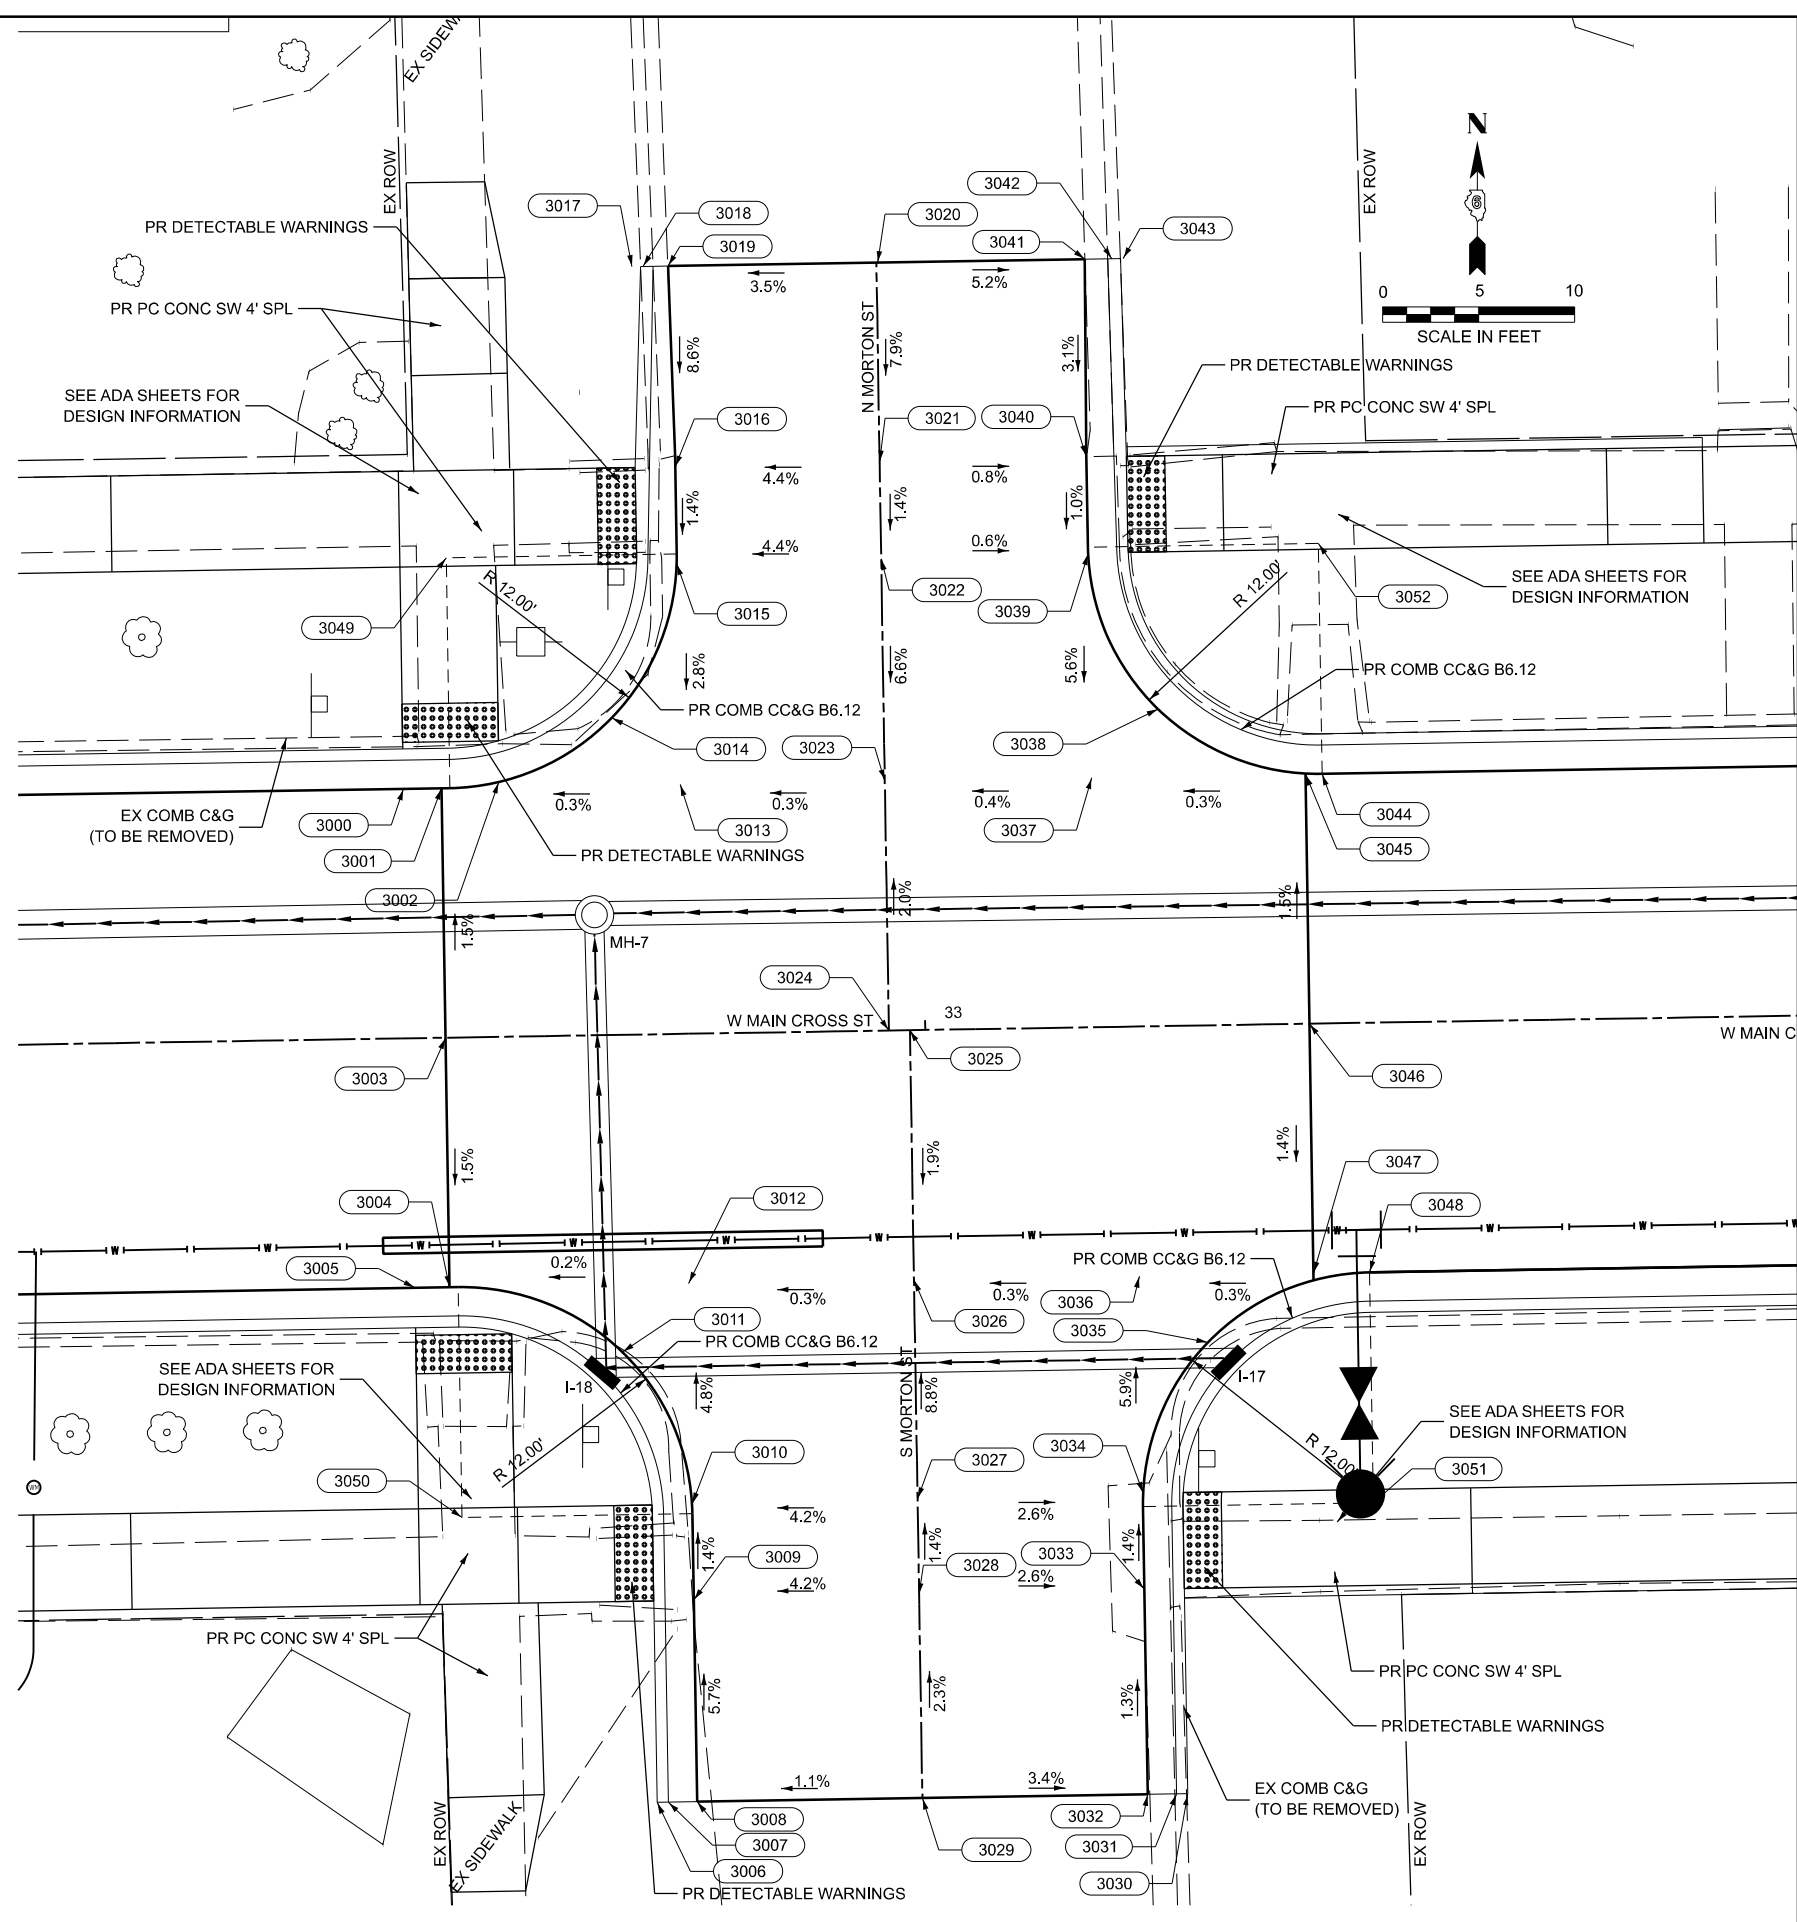 EX SIDEW
EX ROW
N
EX ROW
6
0 5 10
SCALE IN FEET
3017
3018
3019
3020
3042
3041
3043
PR DETECTABLE WARNINGS
3.5%
5.2%
PR PC CONC SW 4' SPL
8.6%
N MORTON ST
7.9%
3.1%
PR DETECTABLE WARNINGS
SEE ADA SHEETS FOR
DESIGN INFORMATION
3016
3021
3040
PR PC CONC SW 4' SPL
4.4%
0.8%
1.4%
1.4%
1.0%
4.4%
0.6%
R 12.00'
R 12.00'
SEE ADA SHEETS FOR
DESIGN INFORMATION
3049
3015
3022
3039
3052
2.8%
6.6%
5.6%
PR COMB CC&G B6.12
PR COMB CC&G B6.12
3014
3023
3038
0.3%
0.3%
0.4%
0.3%
EX COMB C&G
(TO BE REMOVED)
3000
3001
3002
3013
3037
3044
3045
PR DETECTABLE WARNINGS
1.5%
2.0%
1.5%
MH-7
3024
W MAIN CROSS ST
33
W MAIN C
3025
3003
3046
1.5%
1.9%
1.4%
3047
3004
3012
3048
W W W W W W W W W W W
3005
0.2%
PR COMB CC&G B6.12
0.3%
0.3%
0.3%
3036
3011
3026
3035
PR COMB CC&G B6.12
SEE ADA SHEETS FOR
DESIGN INFORMATION
I-18
I-17
4.8%
8.8%
5.9%
S MORTON ST
SEE ADA SHEETS FOR
DESIGN INFORMATION
R 12.00'
R 12.00'
3010
3027
3034
3050
3051
WM
4.2%
2.6%
1.4%
1.4%
1.4%
3009
3028
3033
4.2%
2.6%
PR PC CONC SW 4' SPL
PR PC CONC SW 4' SPL
5.7%
2.3%
1.3%
PR DETECTABLE WARNINGS
1.1%
3.4%
EX COMB C&G
(TO BE REMOVED)
3008
3007
3006
3029
3032
3031
3030
EX ROW
EX SIDEWALK
EX ROW
PR DETECTABLE WARNINGS